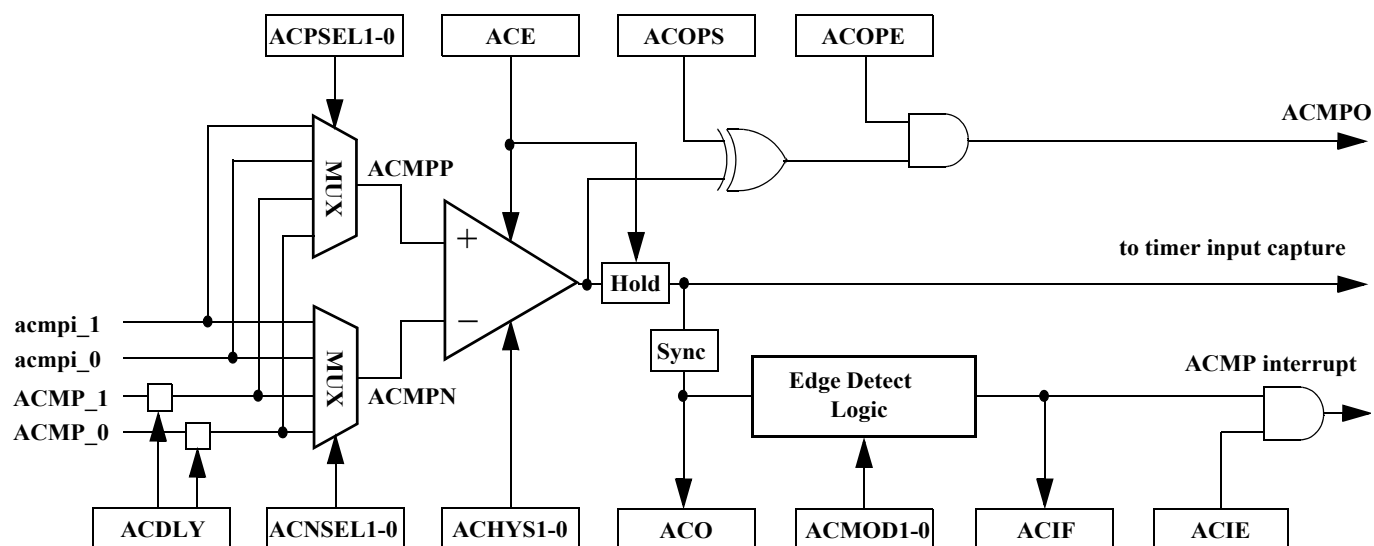 ACPSEL1-0
ACE
ACOPS
ACOPE
ACMPO
MUX
ACMPP
+
to timer input capture
Hold
acmpi_1
−
acmpi_0
MUX
Sync
ACMP interrupt
Edge Detect
Logic
ACMPN
ACMP_1
ACMP_0
ACDLY
ACNSEL1-0
ACHYS1-0
ACO
ACMOD1-0
ACIF
ACIE